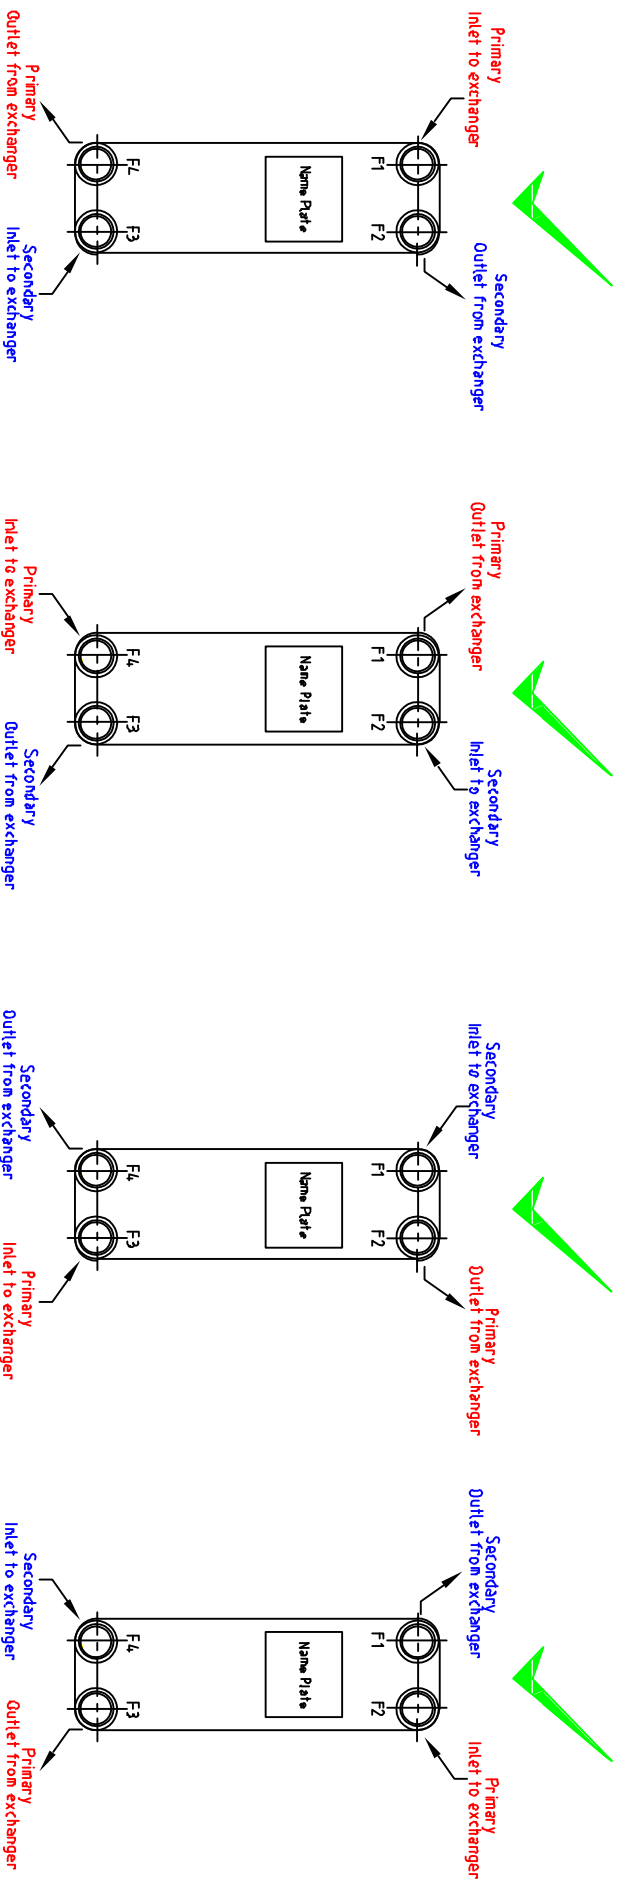 Primary
Inlet to exchanger
Secondary
Outlet from exchanger
F1
F2
Name Plate
F4
F3
Primary
Outlet from exchanger
Secondary
Inlet to exchanger
Primary
Outlet from exchanger
Secondary
Inlet to exchanger
F1
F2
Name Plate
F4
F3
Primary
Inlet to exchanger
Secondary
Outlet from exchanger
Secondary
Inlet to exchanger
Primary
Outlet from exchanger
F1
F2
Name Plate
F4
F3
Secondary
Outlet from exchanger
Primary
Inlet to exchanger
Secondary
Outlet from exchanger
Primary
Inlet to exchanger
F1
F2
Name Plate
F4
F3
Secondary
Inlet to exchanger
Primary
Outlet from exchanger